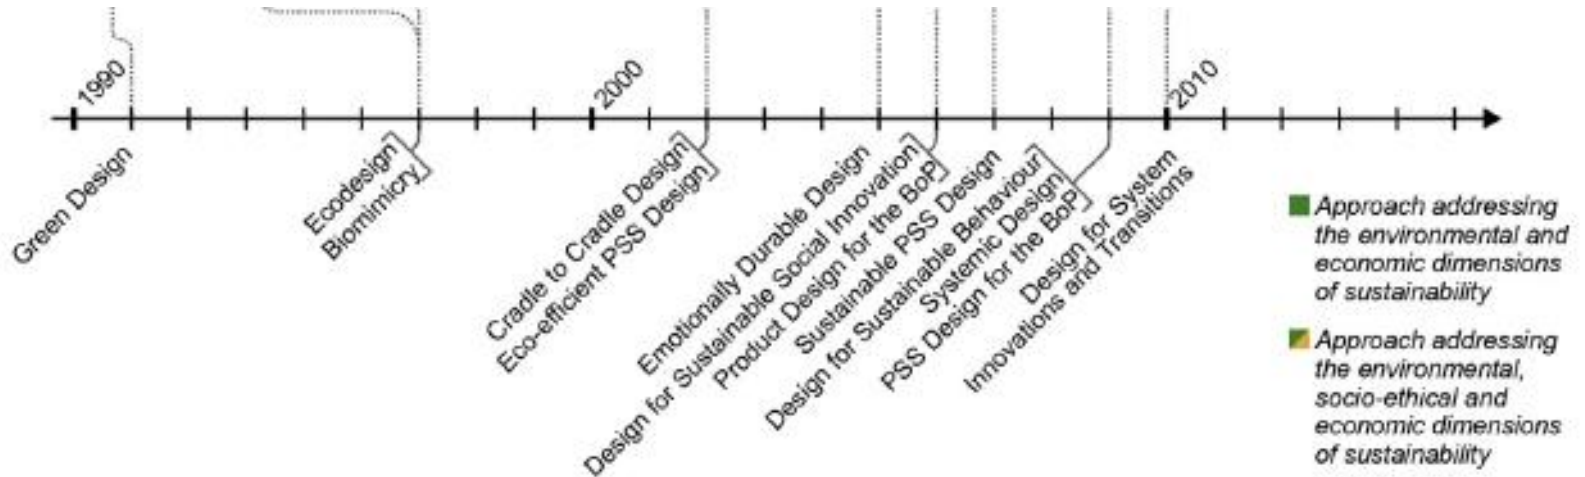 1990
2000
2010
Green Design
Ecodesign
Biomimicry
Cradle to Cradle Design
Eco-efficient PSS Design
Emotionally Durable Design
Design for Sustainable Social Innovation
Product Design for the BoP
Sustainable PSS Design
Design for Sustainable Behaviour
Systemic Design
PSS Design for the BoP
Design for System
Innovations and Transitions
Approach addressing
the environmental and
economic dimensions
of sustainability
Approach addressing
the environmental,
socio-ethical and
economic dimensions
of sustainability